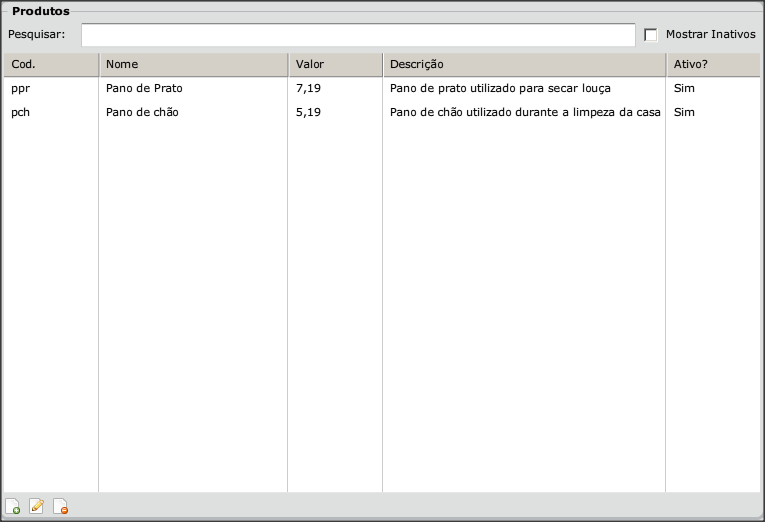 Produtos
Pesquisar: Mostrar Inativos
Cod. Nome Valor Descrição Ativo?
ppr Pano de Prato 7,19 Pano de prato utilizado para secar louça Sim
pch Pano de chão 5,19 Pano de chão utilizado durante a limpeza da casa Sim